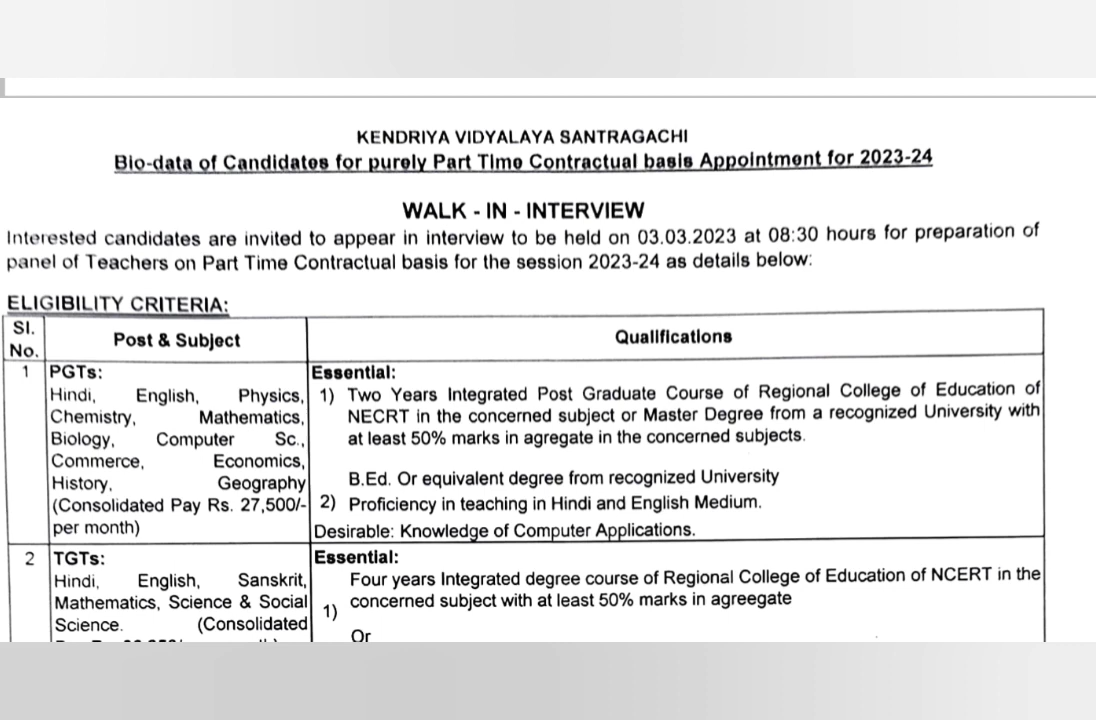 KENDRIYA VIDYALAYA SANTRAGACHI
Bio-data of Candidates for purely Part Time Contractual basis Appointment for 2023-24
WALK - IN - INTERVIEW
Interested candidates are invited to appear in interview to be held on 03.03.2023 at 08:30 hours for preparation of
panel of Teachers on Part Time Contractual basis for the session 2023-24 as details below:
ELIGIBILITY CRITERIA:
Sl. No. Post & Subject Qualifications
1 PGTs:
Hindi, English, Physics,
Chemistry, Mathematics,
Biology, Computer Sc.,
Commerce, Economics,
History, Geography
(Consolidated Pay Rs. 27,500/-
per month)
Essential:
1) Two Years Integrated Post Graduate Course of Regional College of Education of
NECRT in the concerned subject or Master Degree from a recognized University with
at least 50% marks in agregate in the concerned subjects.
B.Ed. Or equivalent degree from recognized University
2) Proficiency in teaching in Hindi and English Medium.
Desirable: Knowledge of Computer Applications.
2 TGTs:
Hindi, English, Sanskrit,
Mathematics, Science & Social
Science. (Consolidated
Essential:
1) Four years Integrated degree course of Regional College of Education of NCERT in the
concerned subject with at least 50% marks in agreegate
Or